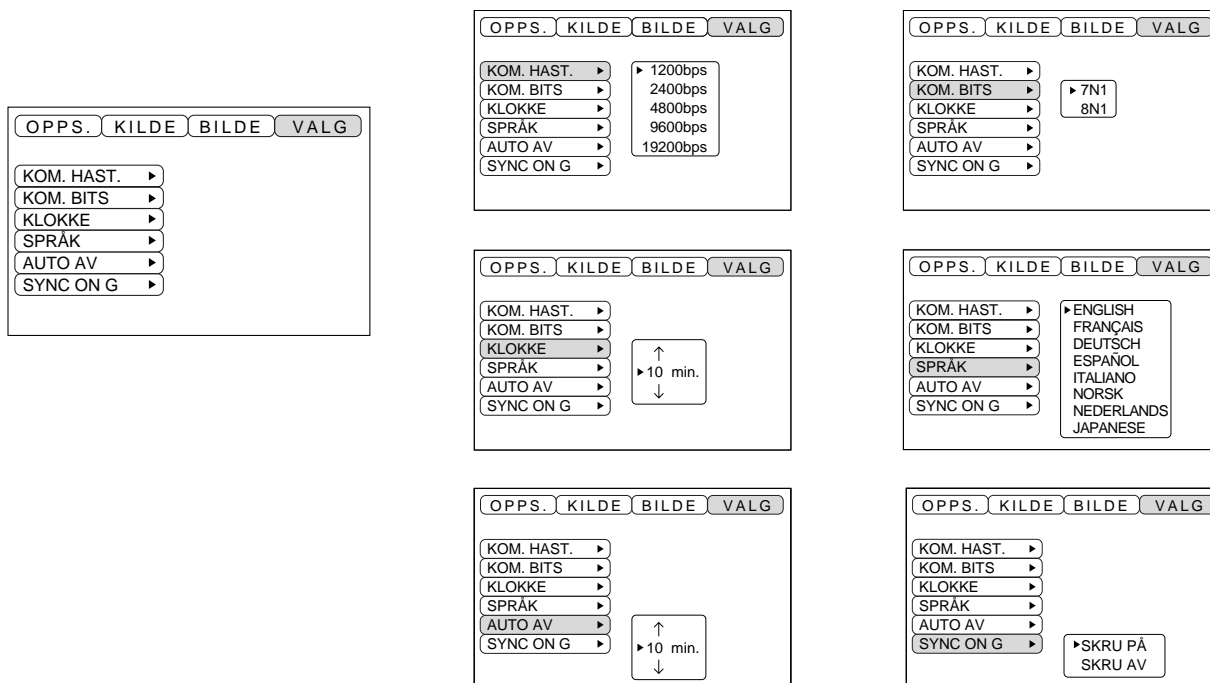 OPPS. KILDE BILDE VALG
KOM. HAST.
KOM. BITS
KLOKKE
SPRÅK
AUTO AV
SYNC ON G
OPPS. KILDE BILDE VALG
KOM. HAST.
KOM. BITS
KLOKKE
SPRÅK
AUTO AV
SYNC ON G
1200bps
2400bps
4800bps
9600bps
19200bps
OPPS. KILDE BILDE VALG
KOM. HAST.
KOM. BITS
KLOKKE
SPRÅK
AUTO AV
SYNC ON G
7N1
8N1
OPPS. KILDE BILDE VALG
KOM. HAST.
KOM. BITS
KLOKKE
SPRÅK
AUTO AV
SYNC ON G
10 min.
OPPS. KILDE BILDE VALG
KOM. HAST.
KOM. BITS
KLOKKE
SPRÅK
AUTO AV
SYNC ON G
ENGLISH
FRANÇAIS
DEUTSCH
ESPAÑOL
ITALIANO
NORSK
NEDERLANDS
JAPANESE
OPPS. KILDE BILDE VALG
KOM. HAST.
KOM. BITS
KLOKKE
SPRÅK
AUTO AV
SYNC ON G
10 min.
OPPS. KILDE BILDE VALG
KOM. HAST.
KOM. BITS
KLOKKE
SPRÅK
AUTO AV
SYNC ON G
SKRU PÅ
SKRU AV